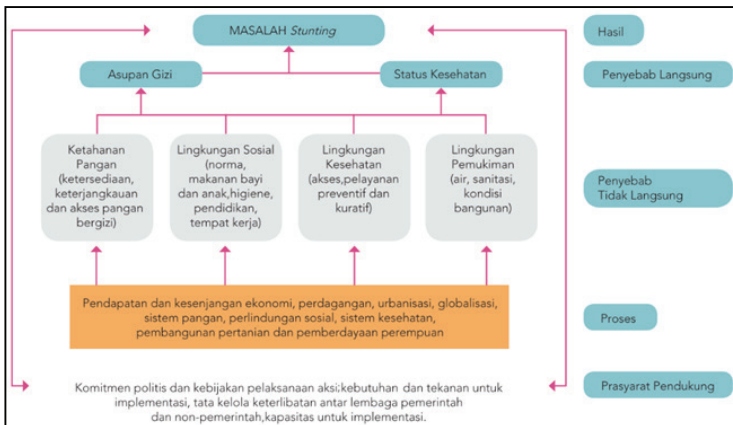 MASALAH Stunting
Hasil
Asupan Gizi
Status Kesehatan
Penyebab Langsung
Ketahanan
Pangan
(ketersediaan,
keterjangkauan
dan akses pangan
bergizi)
Lingkungan Sosial
(norma,
makanan bayi
dan anak,higiene,
pendidikan,
tempat kerja)
Lingkungan
Kesehatan
(akses,pelayanan
preventif dan
kuratif)
Lingkungan
Pemukiman
(air, sanitasi,
kondisi
bangunan)
Penyebab
Tidak Langsung
Pendapatan dan kesenjangan ekonomi, perdagangan, urbanisasi, globalisasi,
sistem pangan, perlindungan sosial, sistem kesehatan,
pembangunan pertanian dan pemberdayaan perempuan
Proses
Komitmen politis dan kebijakan pelaksanaan aksi;kebutuhan dan tekanan untuk
implementasi, tata kelola keterlibatan antar lembaga pemerintah
dan non-pemerintah,kapasitas untuk implementasi.
Prasyarat Pendukung